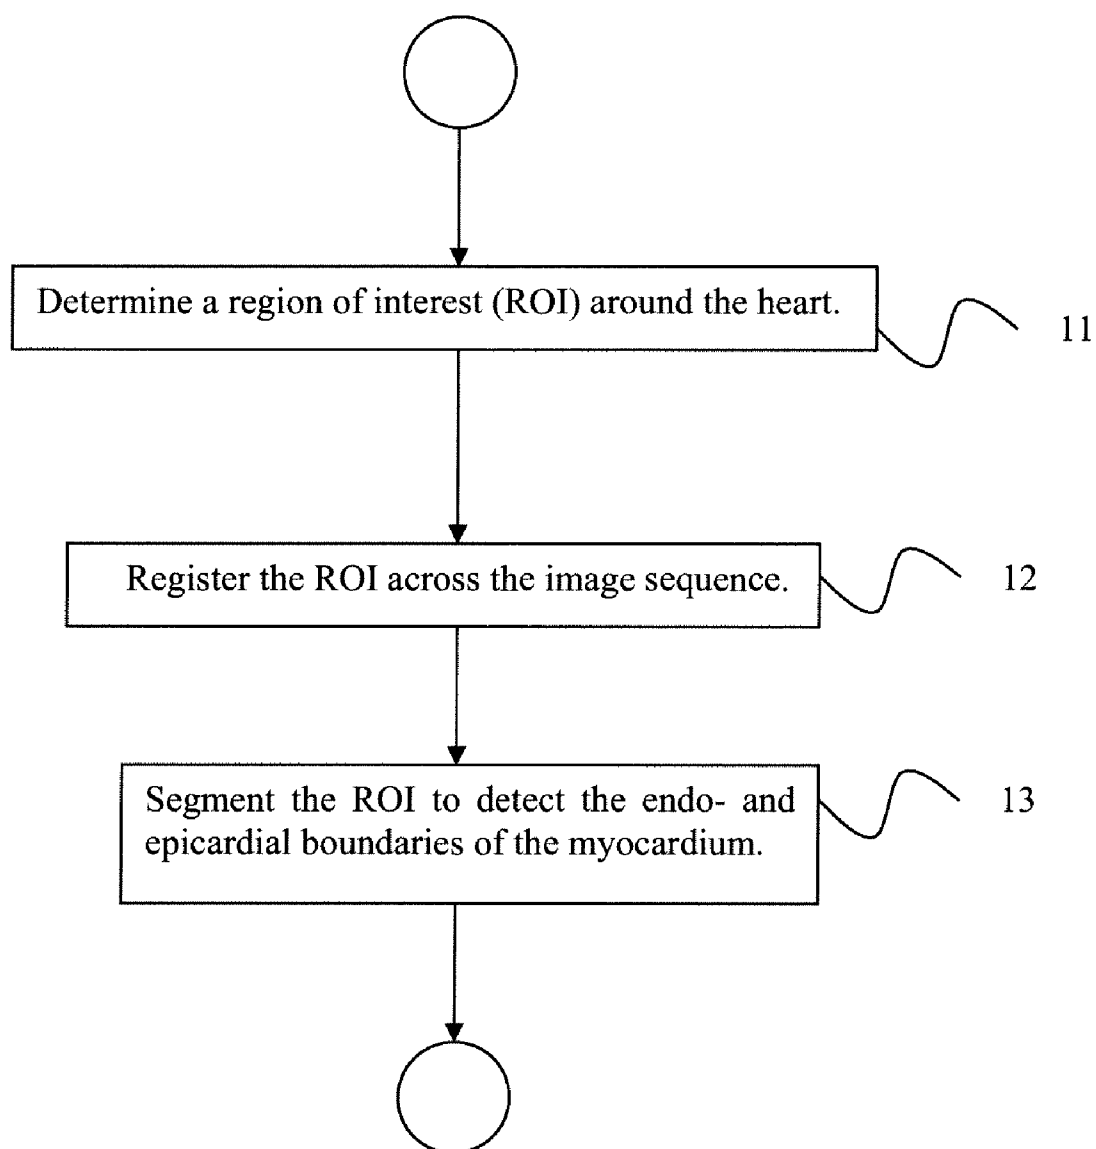 Determine a region of interest (ROI) around the heart.
11
Register the ROI across the image sequence.
12
Segment the ROI to detect the endo- and
epicardial boundaries of the myocardium.
13